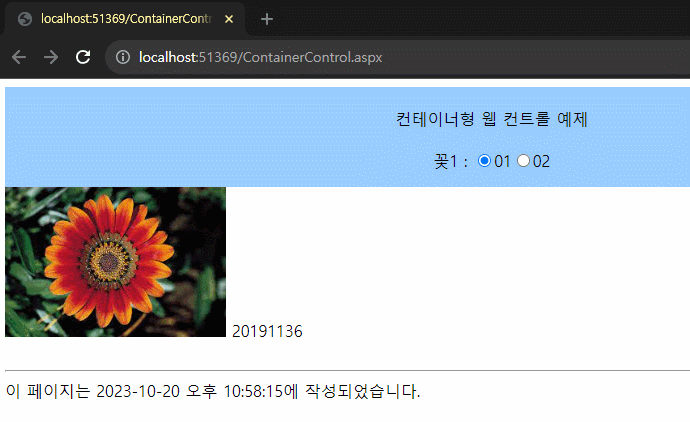 localhost:51369/ContainerContr
localhost:51369/ContainerControl.aspx
컨테이너형 웹 컨트롤 예제
꽃1 : 01 02
20191136
이 페이지는 2023-10-20 오후 10:58:15에 작성되었습니다.